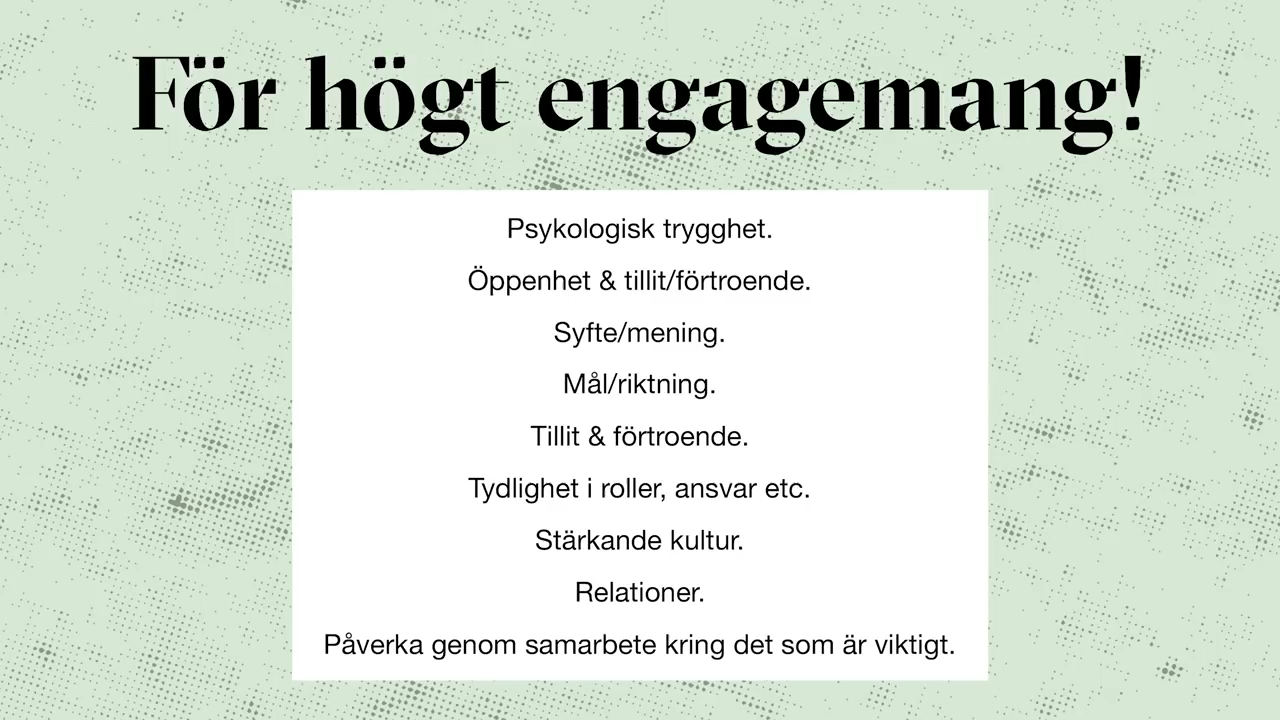 För högt engagemang!
Psykologisk trygghet.
Öppenhet & tillit/förtroende.
Syfte/mening.
Mål/riktning.
Tillit & förtroende.
Tydlighet i roller, ansvar etc.
Stärkande kultur.
Relationer.
Påverka genom samarbete kring det som är viktigt.